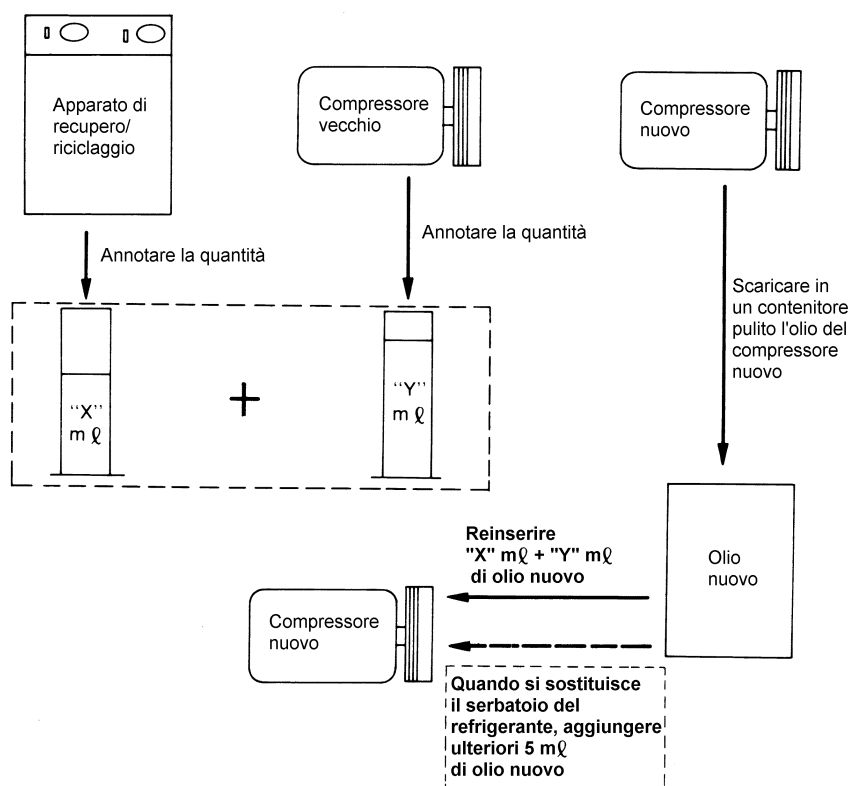 Apparato di
recupero/
riciclaggio
Compressore
vecchio
Compressore
nuovo
Annotare la quantità
Annotare la quantità
Scaricare in
un contenitore
pulito l'olio del
compressore
nuovo
“X”
m ℓ
+
“Y”
m ℓ
Reinserire
"X" mℓ + "Y" mℓ
di olio nuovo
Olio
nuovo
Compressore
nuovo
Quando si sostituisce
il serbatoio del
refrigerante, aggiungere
ulteriori 5 mℓ
di olio nuovo